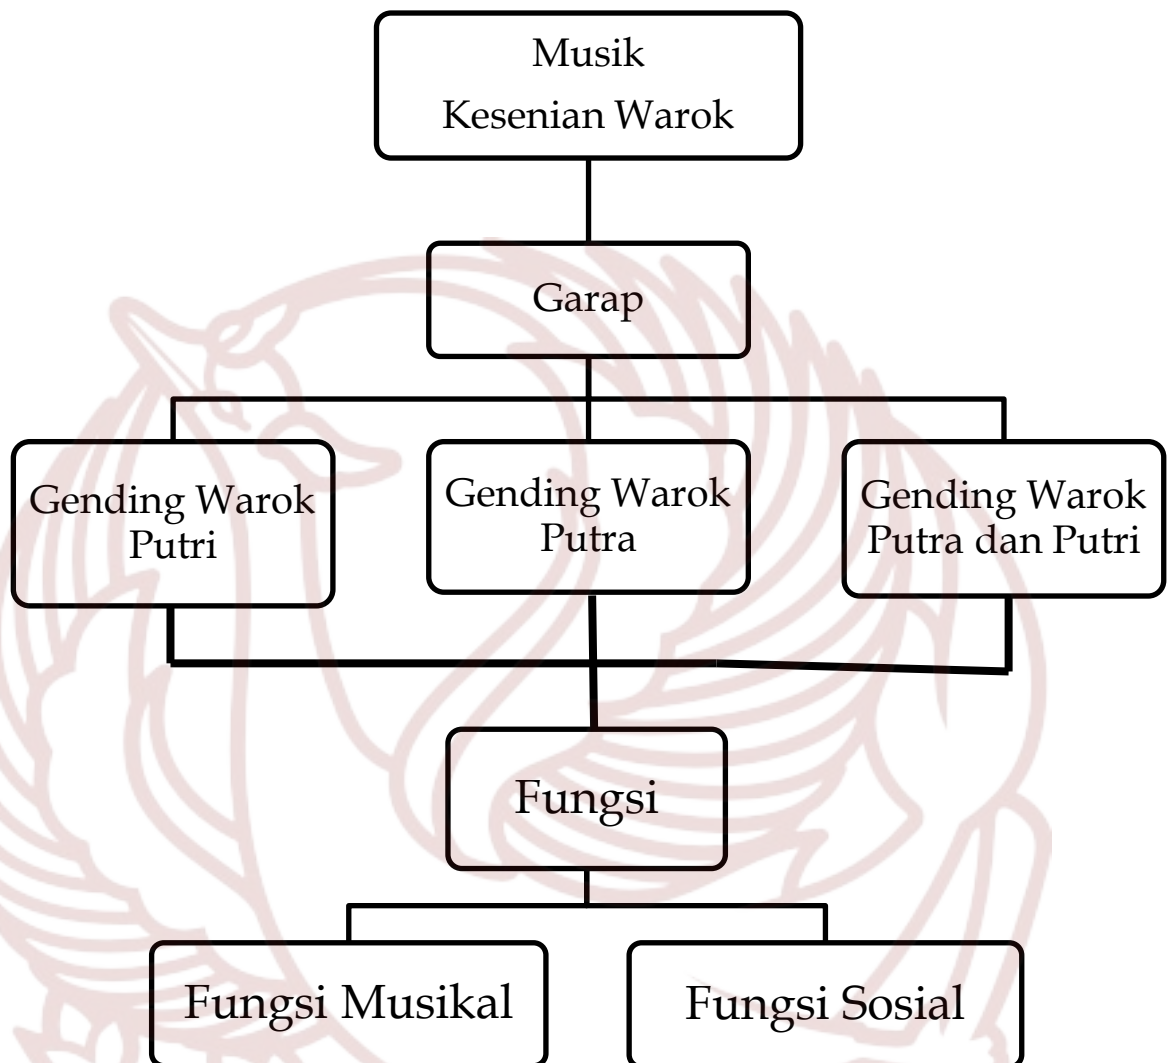 Musik
Kesenian Warok
Garap
Gending Warok
Putri
Gending Warok
Putra
Gending Warok
Putra dan Putri
Fungsi
Fungsi Musikal
Fungsi Sosial